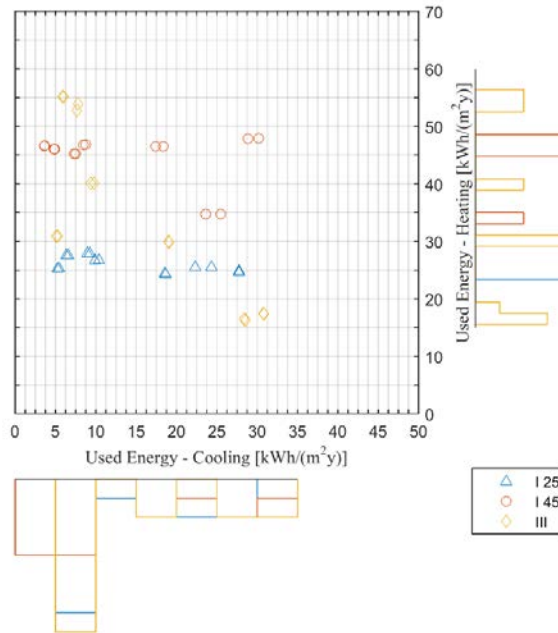 70
60
50
40
30
20
10
0
Used Energy - Heating [kWh/(m²y)]
0 5 10 15 20 25 30 35 40 45 50
Used Energy - Cooling [kWh/(m²y)]
I 25
I 45
III